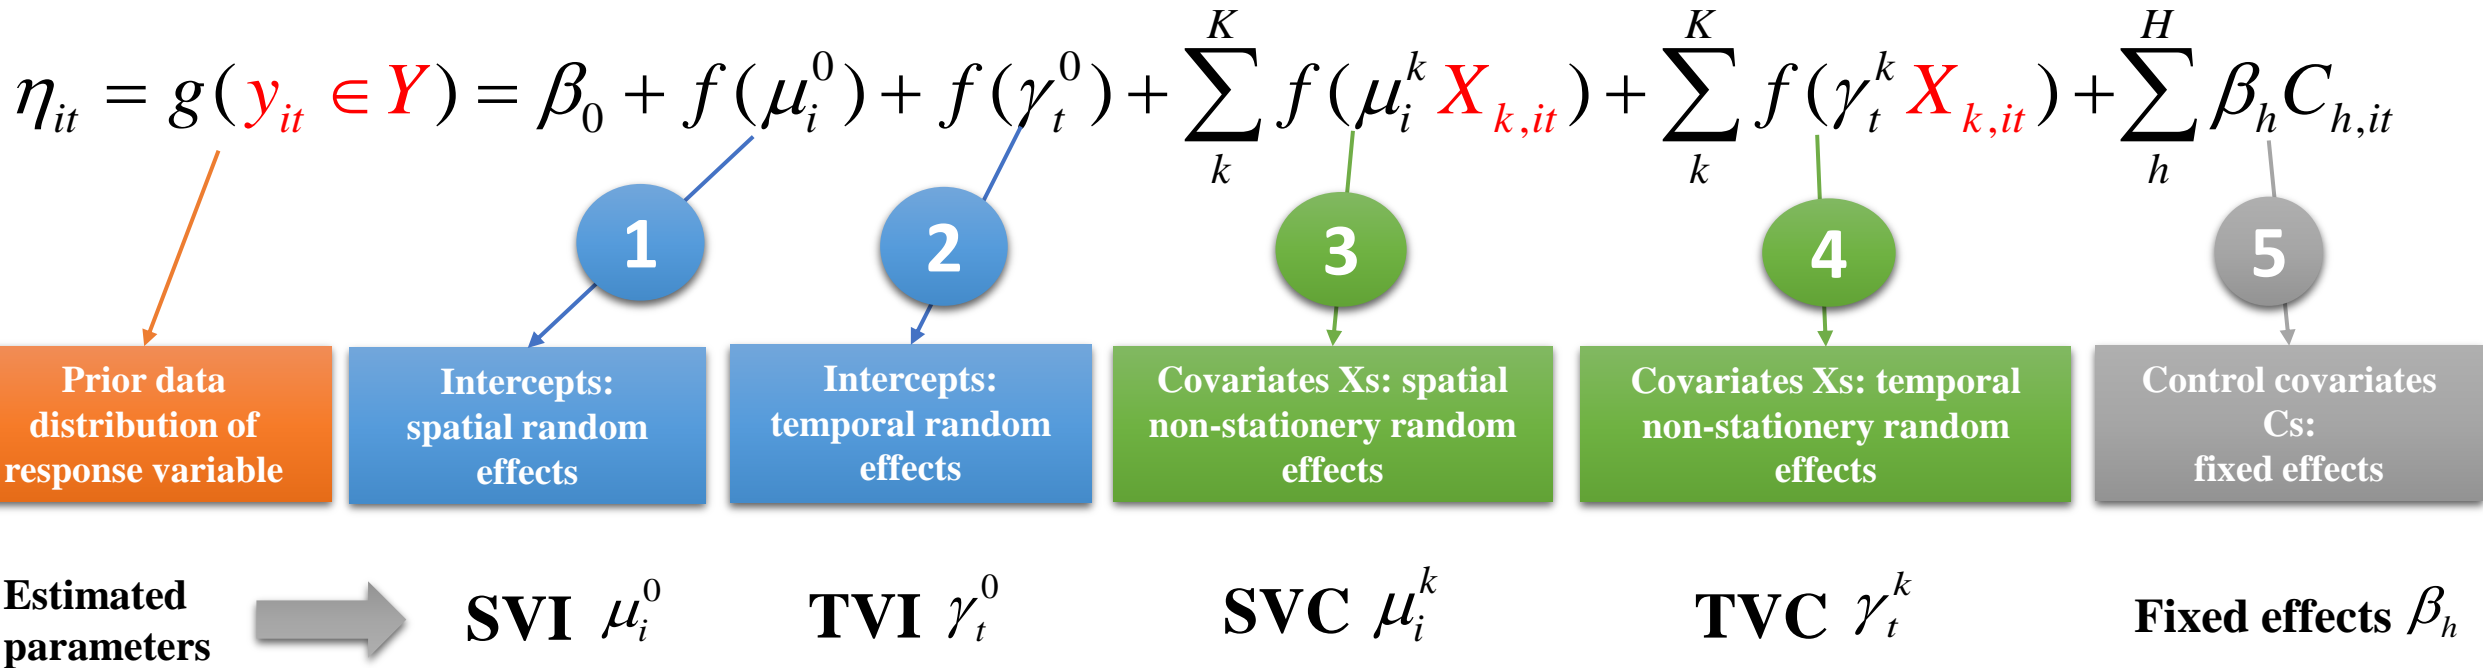 η_it = g(y_it ∈ Y) = β_0 + f(μ_i^0) + f(γ_t^0) + ∑_k^K f(μ_i^k X_k,it) + ∑_k^K f(γ_t^k X_k,it) + ∑_h^H β_h C_h,it
1
2
3
4
5
Prior data
distribution of
response variable
Intercepts:
spatial random
effects
Intercepts:
temporal random
effects
Covariates Xs: spatial
non-stationery random
effects
Covariates Xs: temporal
non-stationery random
effects
Control covariates
Cs:
fixed effects
Estimated
parameters
SVI μ_i^0
TVI γ_t^0
SVC μ_i^k
TVC γ_t^k
Fixed effects β_h